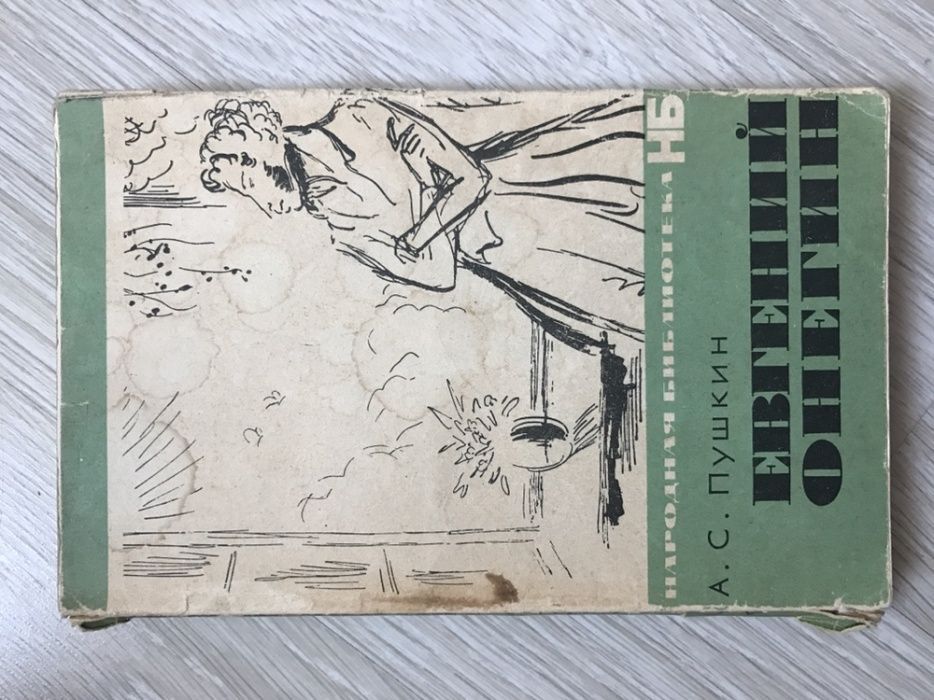 НАРОДНАЯ БИБЛИОТЕКА НБ
А. С. ПУШКИН
ЕВГЕНИЙ
ОНЕГИН